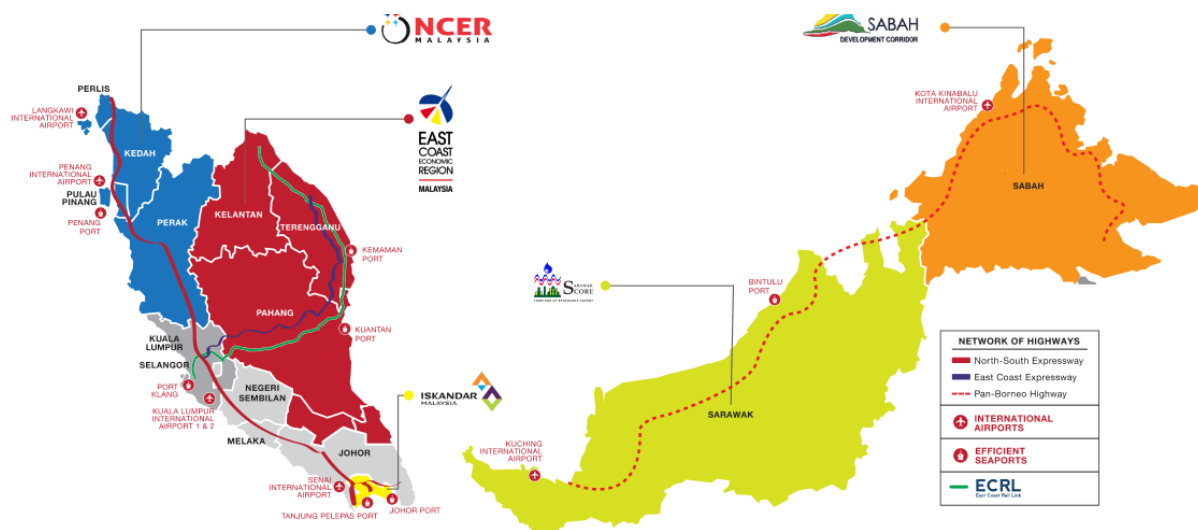 NCER
MALAYSIA
SABAH
DEVELOPMENT CORRIDOR
PERLIS
LANGKAWI
INTERNATIONAL
AIRPORT
KEDAH
PENANG
INTERNATIONAL
AIRPORT
PULAU
PINANG
PENANG
PORT
PERAK
EAST
COAST
ECONOMIC
REGION
MALAYSIA
KELANTAN
TERENGGANU
KEMAMAN
PORT
PAHANG
KUANTAN
PORT
KUALA
LUMPUR
SELANGOR
PORT
KLANG
KUALA LUMPUR
INTERNATIONAL
AIRPORT 1 & 2
NEGERI
SEMBILAN
MELAKA
ISKANDAR
MALAYSIA
JOHOR
SENAI
INTERNATIONAL
AIRPORT
TANJUNG PELEPAS PORT
JOHOR PORT
KOTA KINABALU
INTERNATIONAL
AIRPORT
SABAH
SARAWAK
SCORE
BINTULU
PORT
SARAWAK
KUCHING
INTERNATIONAL
AIRPORT
NETWORK OF HIGHWAYS
North-South Expressway
East Coast Expressway
Pan-Borneo Highway
INTERNATIONAL
AIRPORTS
EFFICIENT
SEAPORTS
ECRL
East Coast Rail Link